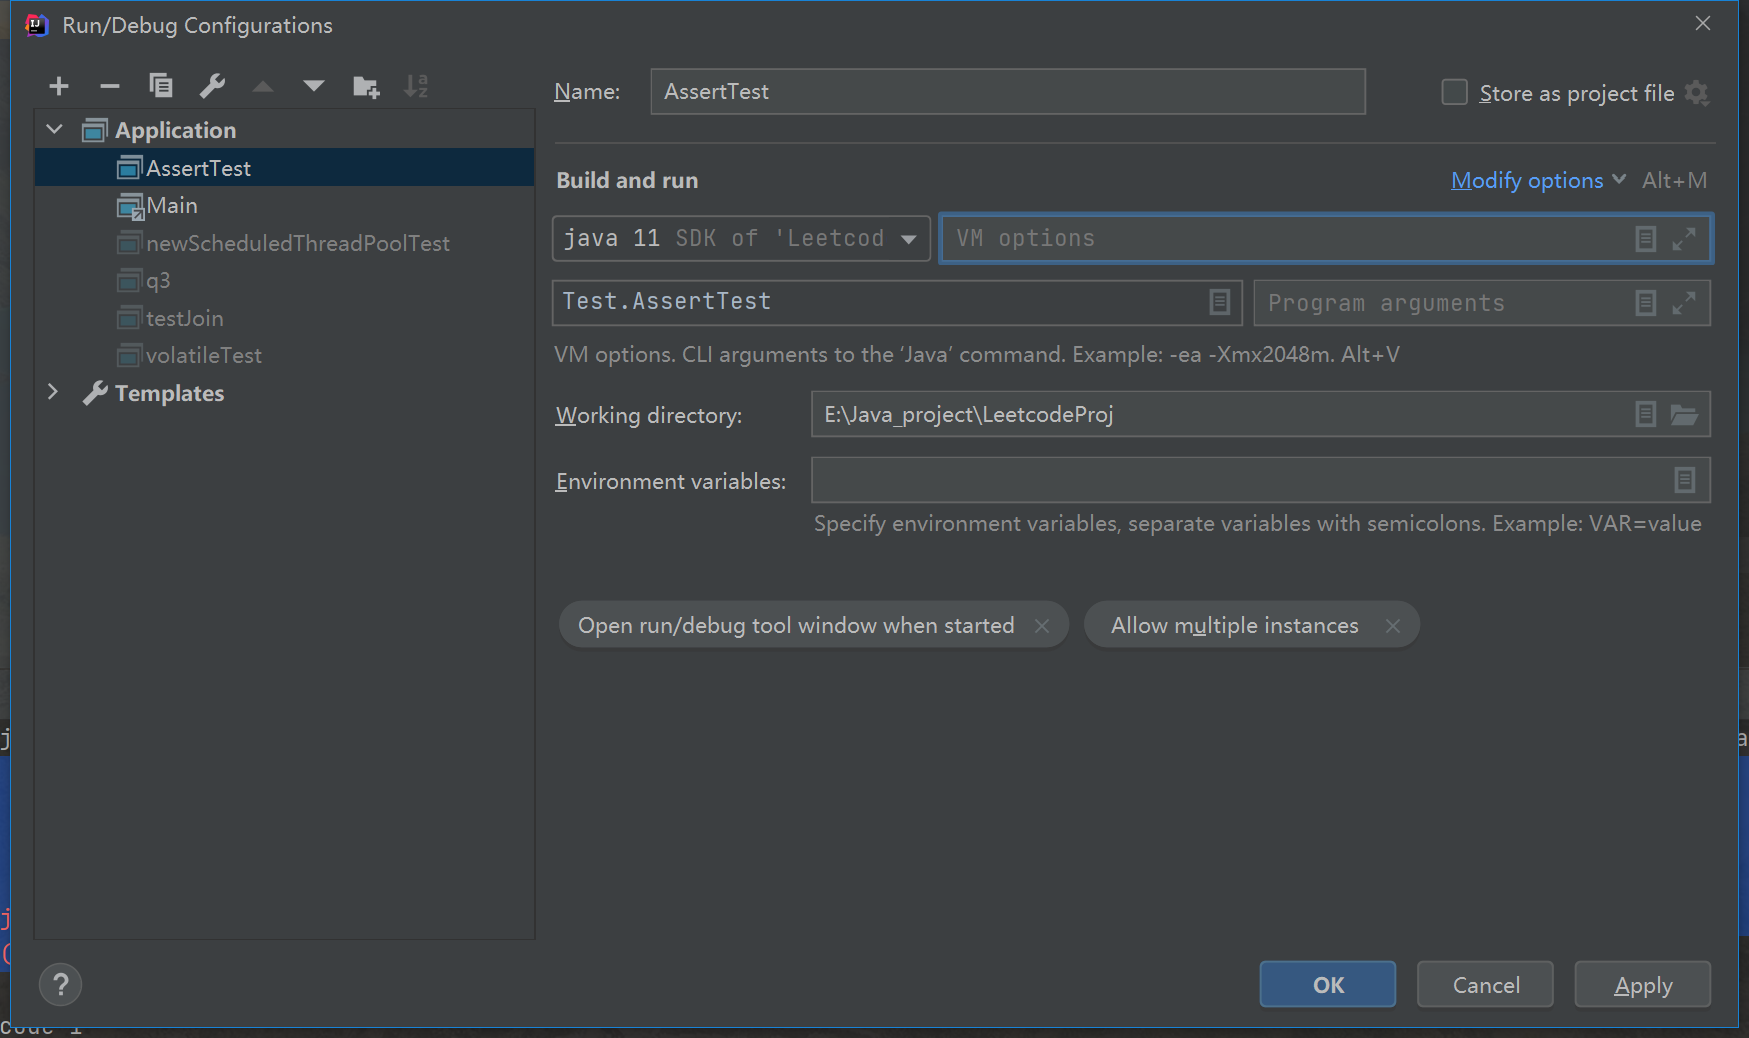 Run/Debug Configurations
Name: AssertTest
Store as project file
Application
AssertTest
Main
newScheduledThreadPoolTest
q3
testJoin
volatileTest
Templates
Build and run
Modify options Alt+M
java 11 SDK of 'Leetcod
VM options
Test.AssertTest
Program arguments
VM options. CLI arguments to the ‘Java’ command. Example: -ea -Xmx2048m. Alt+V
Working directory: E:\Java_project\LeetcodeProj
Environment variables:
Specify environment variables, separate variables with semicolons. Example: VAR=value
Open run/debug tool window when started
Allow multiple instances
?
OK
Cancel
Apply